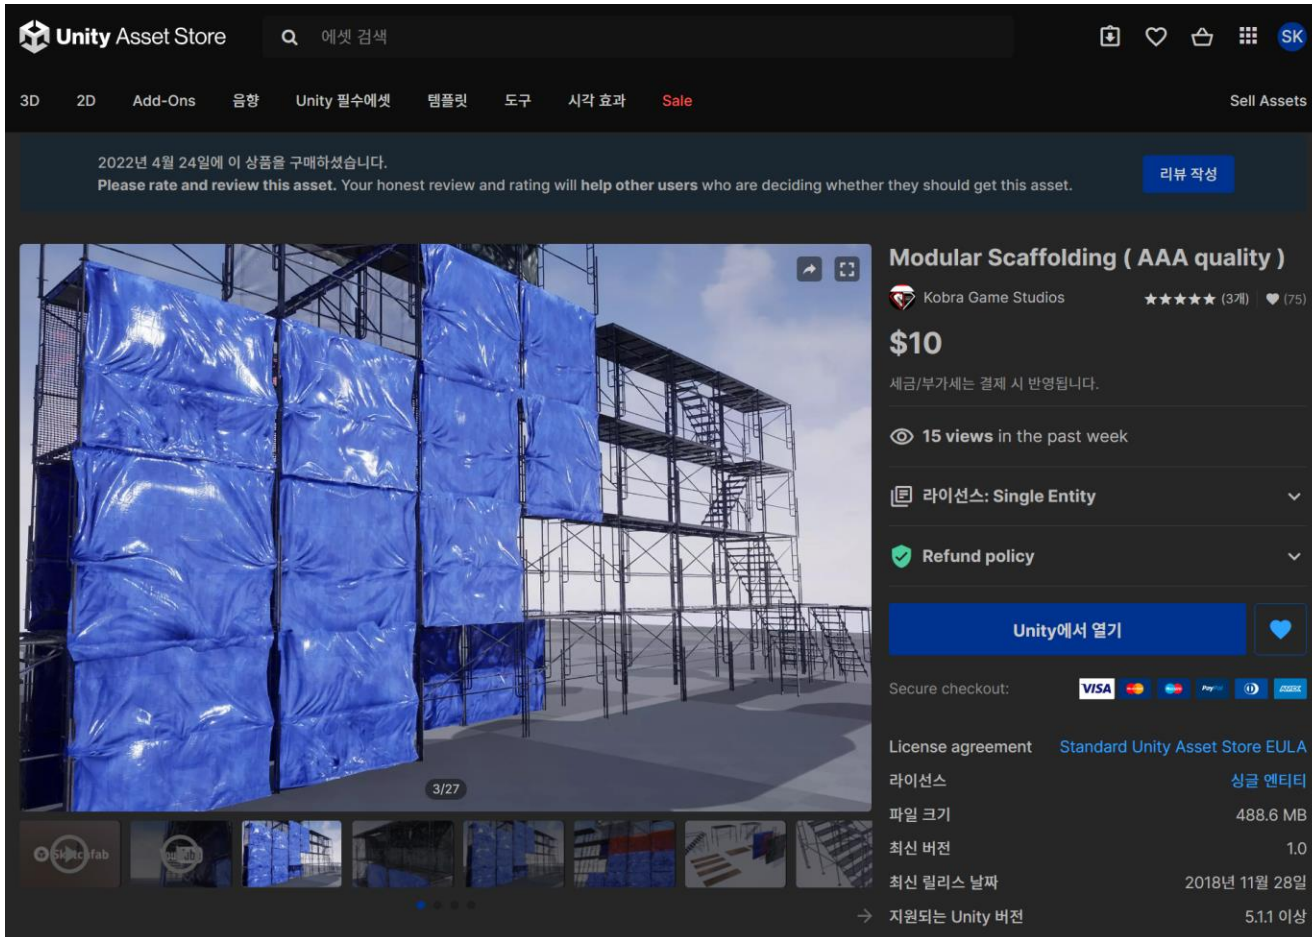 Unity Asset Store
에셋 검색
SK
3D 2D Add-Ons 음향 Unity 필수에셋 템플릿 도구 시각 효과 Sale Sell Assets
2022년 4월 24일에 이 상품을 구매하셨습니다.
Please rate and review this asset. Your honest review and rating will help other users who are deciding whether they should get this asset.
리뷰 작성
Modular Scaffolding ( AAA quality )
Kobra Game Studios ★★★★★ (3개) (75)
$10
세금/부가세는 결제 시 반영됩니다.
15 views in the past week
라이선스: Single Entity
Refund policy
Unity에서 열기
Secure checkout: VISA
License agreement Standard Unity Asset Store EULA
라이선스 싱글 엔티티
파일 크기 488.6 MB
최신 버전 1.0
최신 릴리스 날짜 2018년 11월 28일
지원되는 Unity 버전 5.1.1 이상
3/27